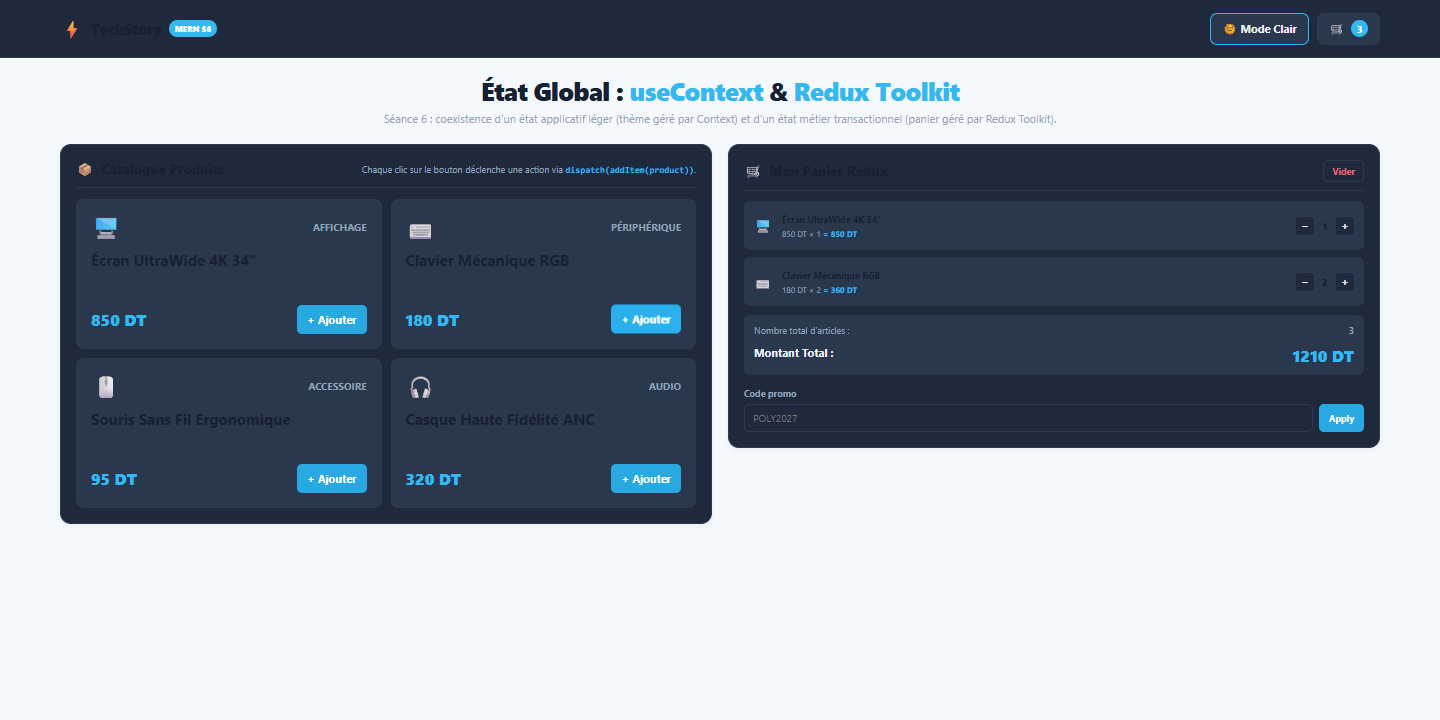 TechStore MERN S6
Mode Clair
3
État Global : useContext & Redux Toolkit
Séance 6 : coexistence d'un état applicatif léger (thème géré par Context) et d'un état métier transactionnel (panier géré par Redux Toolkit).
Catalogue Produits
Chaque clic sur le bouton déclenche une action via dispatch(addItem(product)).
AFFICHAGE
Écran UltraWide 4K 34"
850 DT
+ Ajouter
PÉRIPHÉRIQUE
Clavier Mécanique RGB
180 DT
+ Ajouter
ACCESSOIRE
Souris Sans Fil Ergonomique
95 DT
+ Ajouter
AUDIO
Casque Haute Fidélité ANC
320 DT
+ Ajouter
Mon Panier Redux
Vider
Écran UltraWide 4K 34"
850 DT × 1 = 850 DT
− 1 +
Clavier Mécanique RGB
180 DT × 2 = 360 DT
− 2 +
Nombre total d'articles : 3
Montant Total : 1210 DT
Code promo
POLY2027
Apply